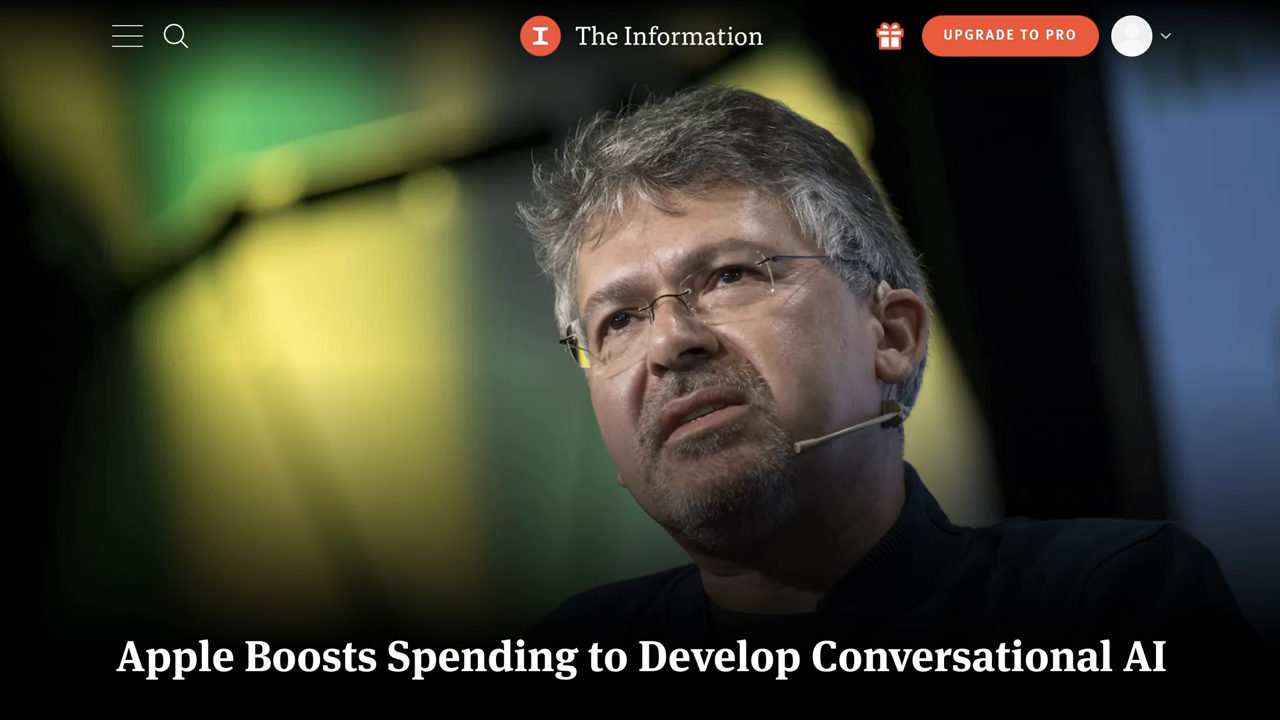 The Information
UPGRADE TO PRO
Apple Boosts Spending to Develop Conversational AI